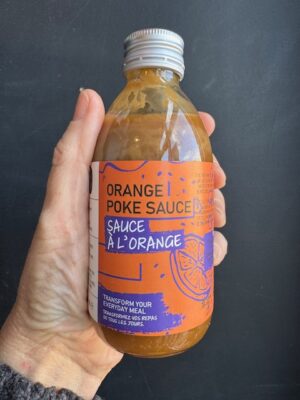 ORANGE
POKE SAUCE
SAUCE
À L'ORANGE
TRANSFORM YOUR
EVERYDAY MEAL
TRANSFORMEZ VOS REPAS
DE TOUS LES JOURS.